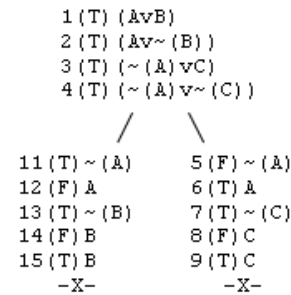 1(T)(AvB)
2(T)(Av~(B))
3(T)(~(A)vC)
4(T)(~(A)v~(C))
11(T)~(A)
12(F)A
13(T)~(B)
14(F)B
15(T)B
-X-
5(F)~(A)
6(T)A
7(T)~(C)
8(F)C
9(T)C
-X-